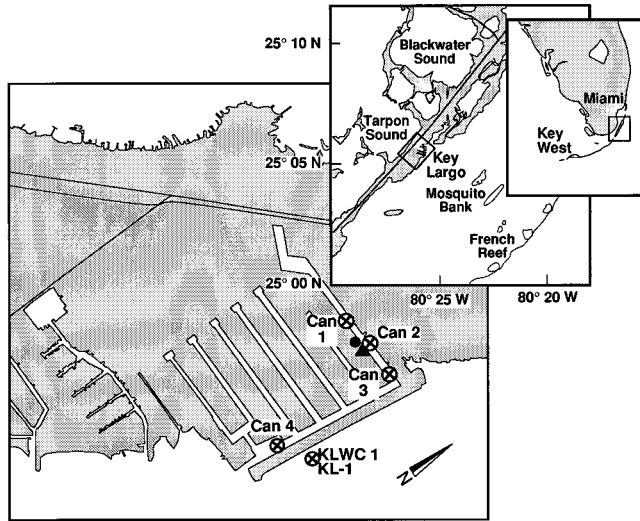 25° 10 N
Blackwater
Sound
Miami
Tarpon
Sound
Key
West
25° 05 N
Key
Largo
Mosquito
Bank
French
Reef
25° 00 N
80° 25 W
80° 20 W
Can
1
Can 2
Can
3
Can 4
KLWC 1
KL-1
N